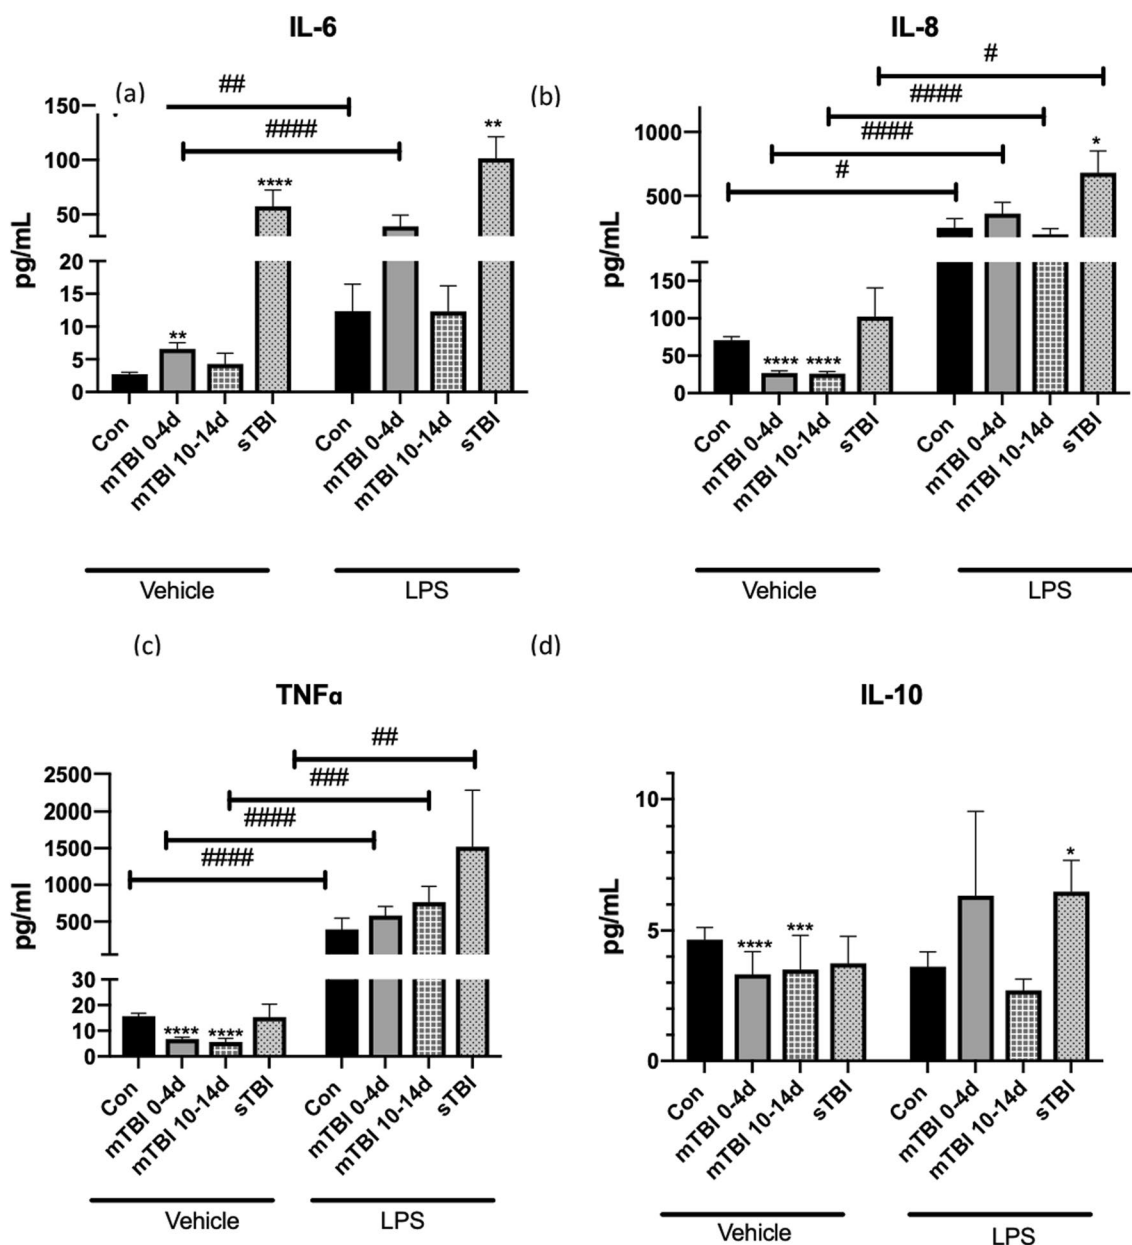 IL-6
(a)
##
####
**
****
**
pg/mL
150
100
50
20
15
10
5
0
Con
mTBI 0-4d
mTBI 10-14d
sTBI
Con
mTBI 0-4d
mTBI 10-14d
sTBI
Vehicle
LPS
IL-8
(b)
#
####
####
#
*
****
****
pg/mL
1000
500
150
100
50
0
Con
mTBI 0-4d
mTBI 10-14d
sTBI
Con
mTBI 0-4d
mTBI 10-14d
sTBI
Vehicle
LPS
(c)
TNFα
##
###
####
####
****
****
pg/ml
2500
2000
1500
1000
500
30
20
10
0
Con
mTBI 0-4d
mTBI 10-14d
sTBI
Con
mTBI 0-4d
mTBI 10-14d
sTBI
Vehicle
LPS
(d)
IL-10
*
****
***
pg/mL
10
5
0
Con
mTBI 0-4d
mTBI 10-14d
sTBI
Con
mTBI 0-4d
mTBI 10-14d
sTBI
Vehicle
LPS